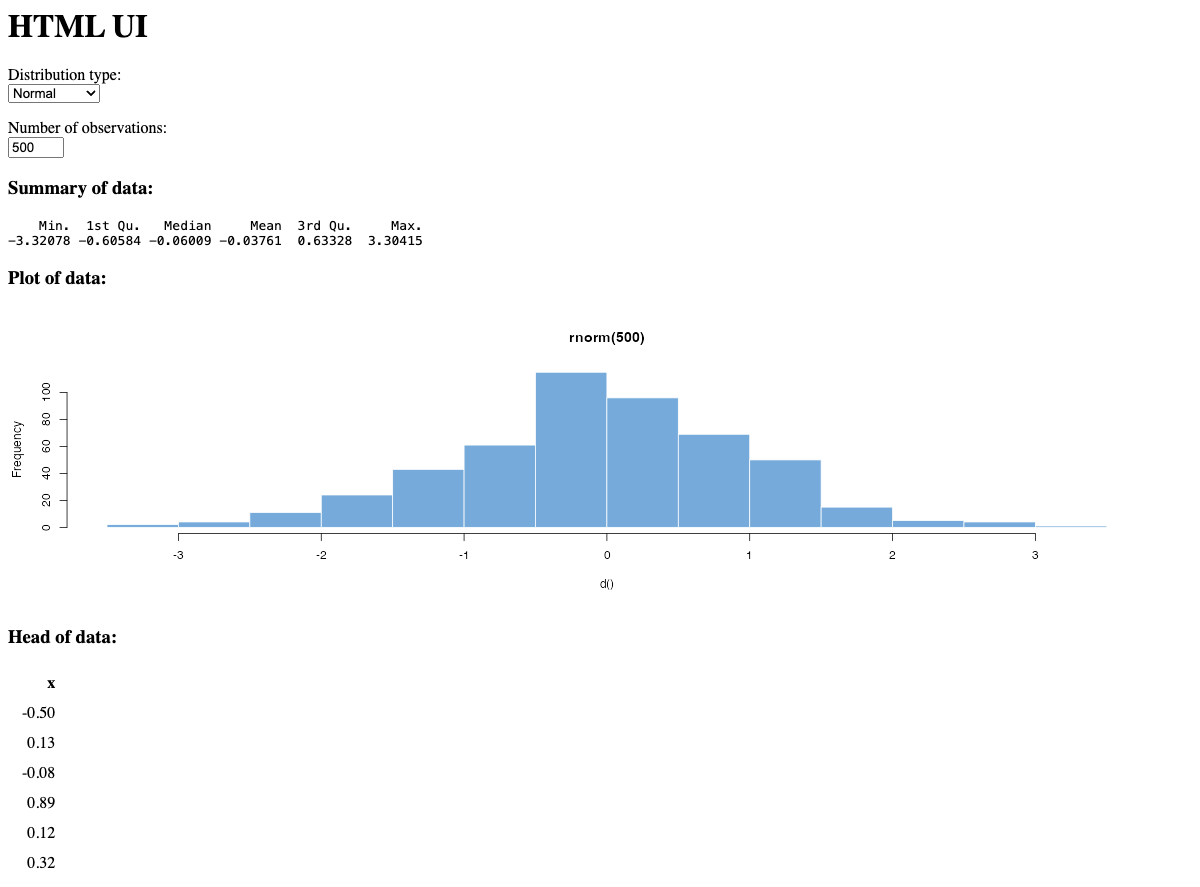 HTML UI
Distribution type:
Normal
Number of observations:
500
Summary of data:
Min. 1st Qu. Median Mean 3rd Qu. Max.
−3.32078 −0.60584 −0.06009 −0.03761 0.63328 3.30415
Plot of data:
rnorm(500)
Frequency
100
80
60
40
20
0
-3 -2 -1 0 1 2 3
d()
Head of data:
x
-0.50
0.13
-0.08
0.89
0.12
0.32